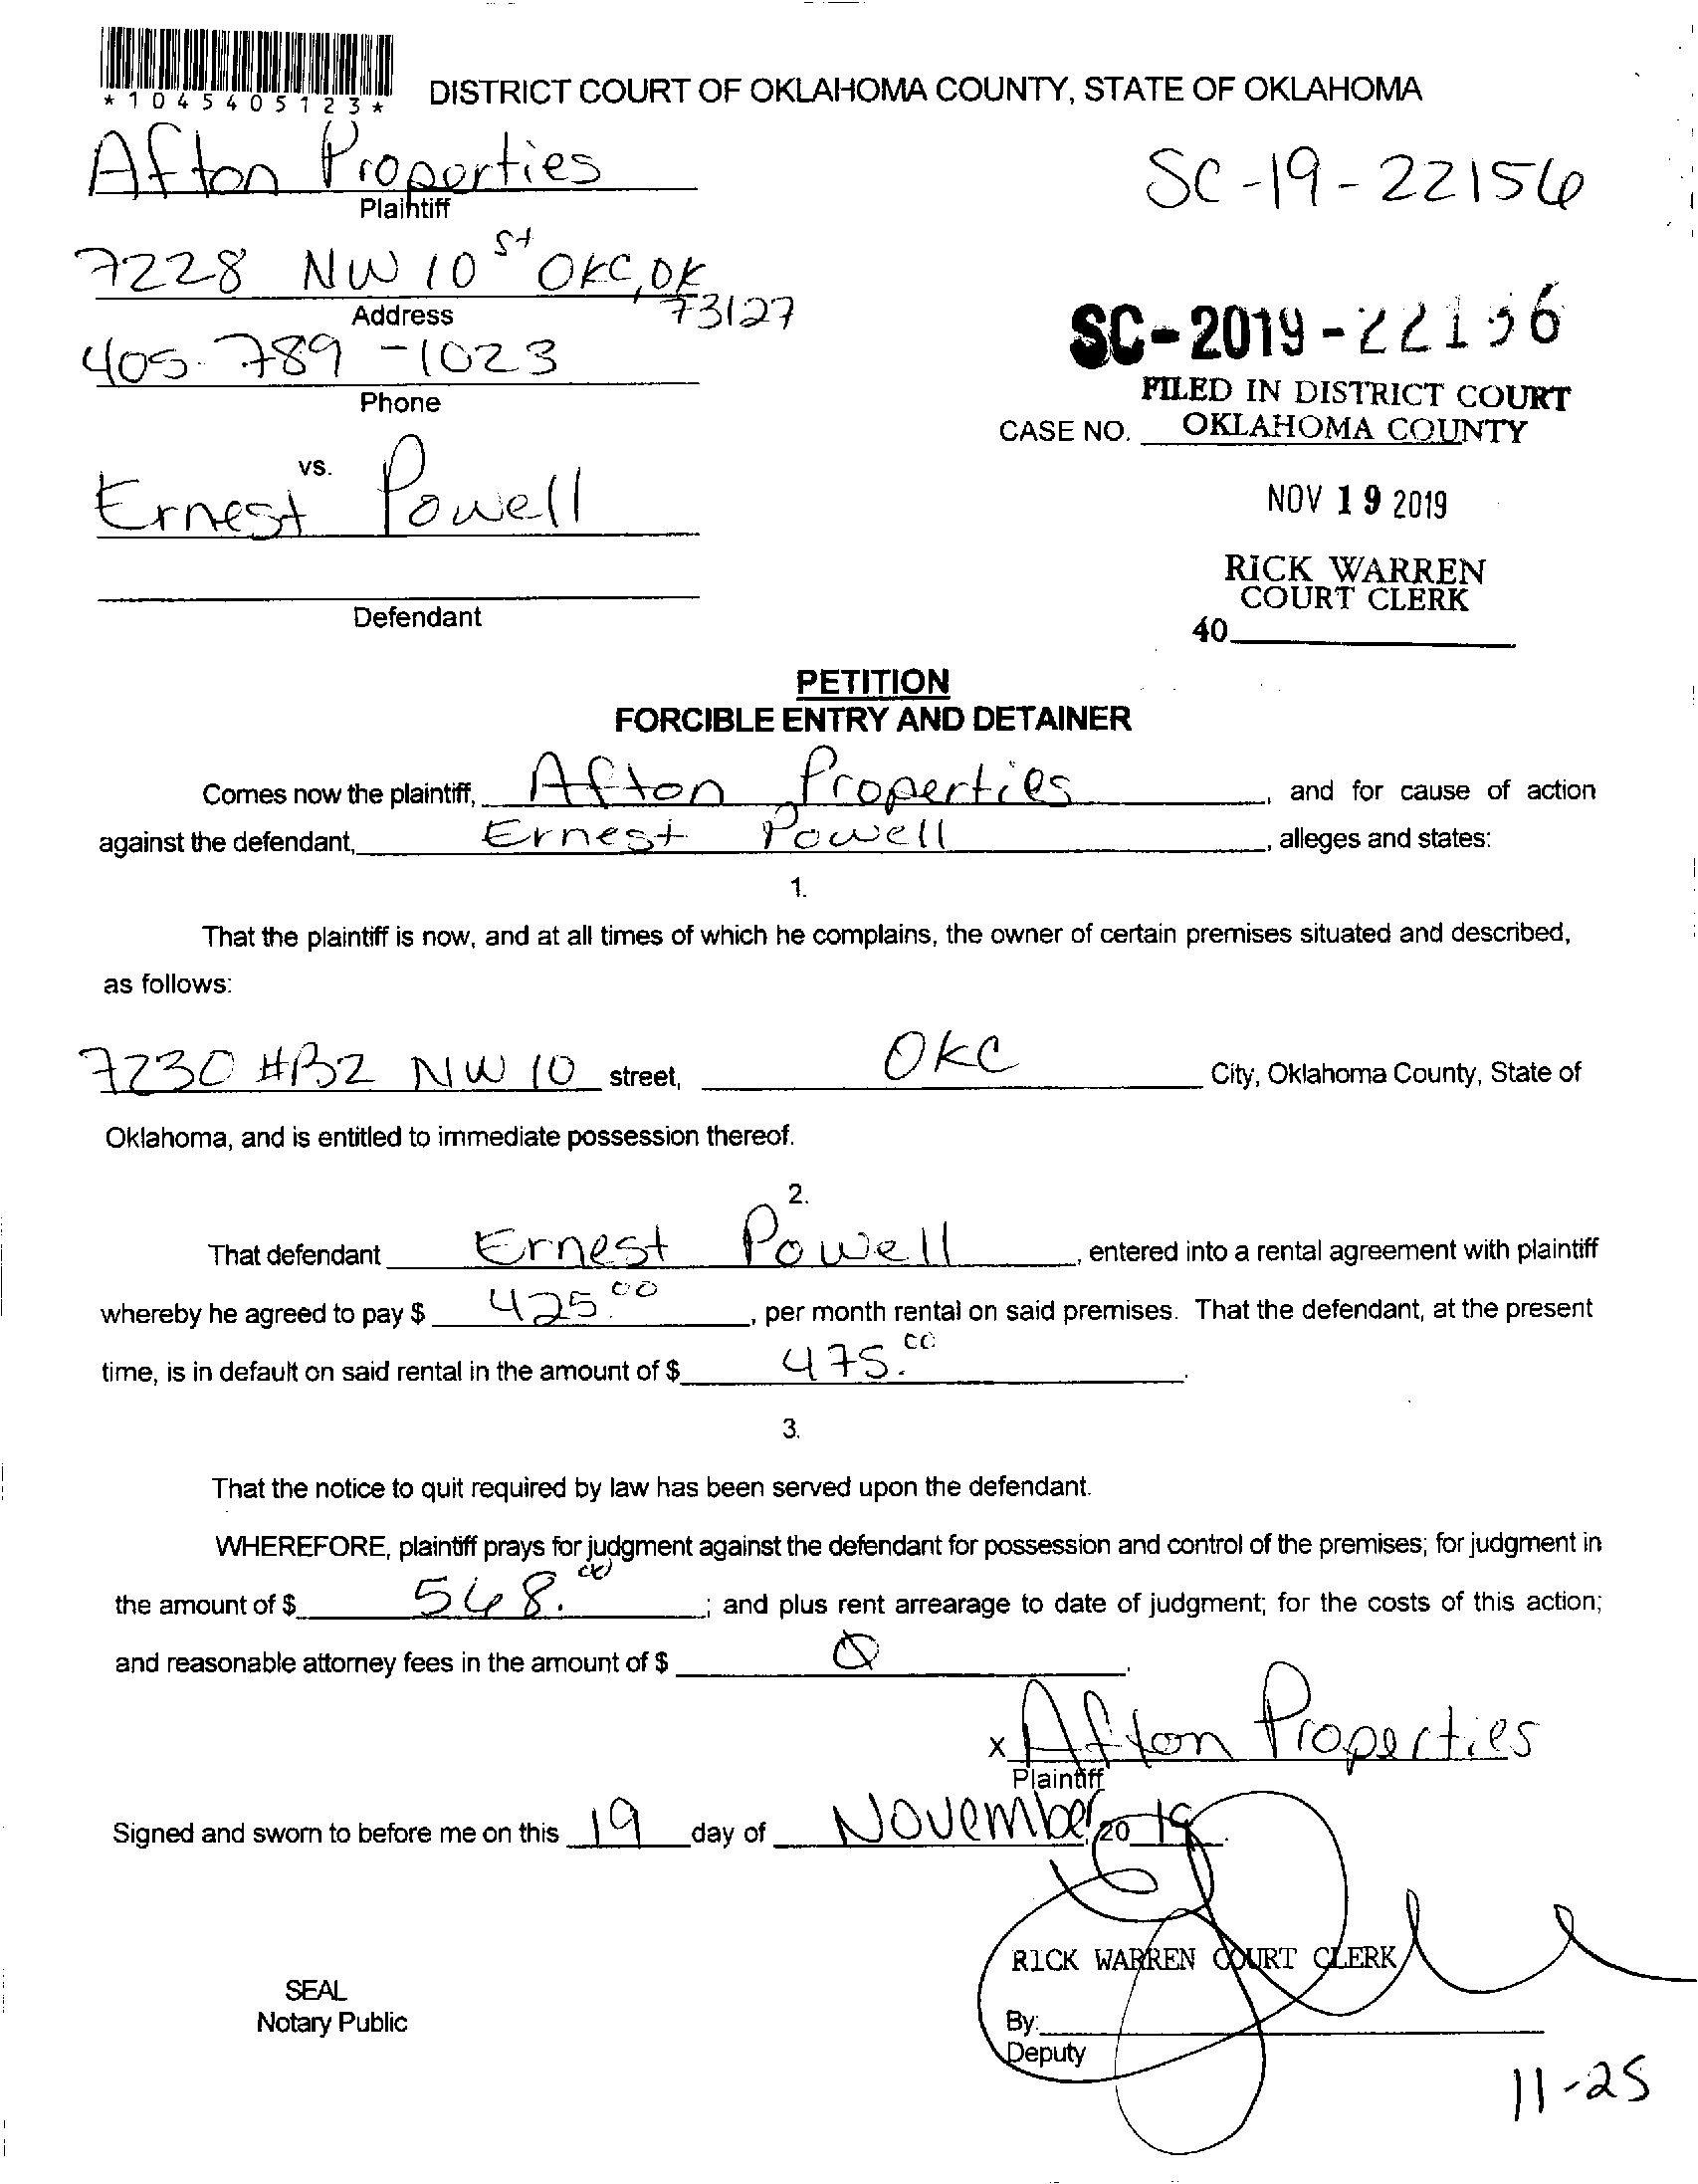 *1045405123*
DISTRICT COURT OF OKLAHOMA COUNTY, STATE OF OKLAHOMA
Afton Properties
Plaintiff
SC-19-22156
7228 NW 10 St OKC, OK
73127
Address
405-789-1023
Phone
SC-2019-22156
FILED IN DISTRICT COURT
CASE NO. OKLAHOMA COUNTY
vs.
Ernest Powell
NOV 19 2019
RICK WARREN
COURT CLERK
Defendant
40
PETITION
FORCIBLE ENTRY AND DETAINER
Comes now the plaintiff, Afton Properties, and for cause of action
against the defendant, Ernest Powell, alleges and states:
1.
That the plaintiff is now, and at all times of which he complains, the owner of certain premises situated and described,
as follows:
7230 #B2 NW 10 street, OKC City, Oklahoma County, State of
Oklahoma, and is entitled to immediate possession thereof.
2.
That defendant Ernest Powell, entered into a rental agreement with plaintiff
whereby he agreed to pay $ 425.00, per month rental on said premises. That the defendant, at the present
time, is in default on said rental in the amount of $ 475.00.
3.
That the notice to quit required by law has been served upon the defendant.
WHEREFORE, plaintiff prays for judgment against the defendant for possession and control of the premises; for judgment in
the amount of $ 568.00; and plus rent arrearage to date of judgment; for the costs of this action;
and reasonable attorney fees in the amount of $ 0.
x Afton Properties
Plaintiff
Signed and sworn to before me on this 19 day of November, 20 19.
RICK WARREN COURT CLERK
SEAL
Notary Public
By:
Deputy
11-25